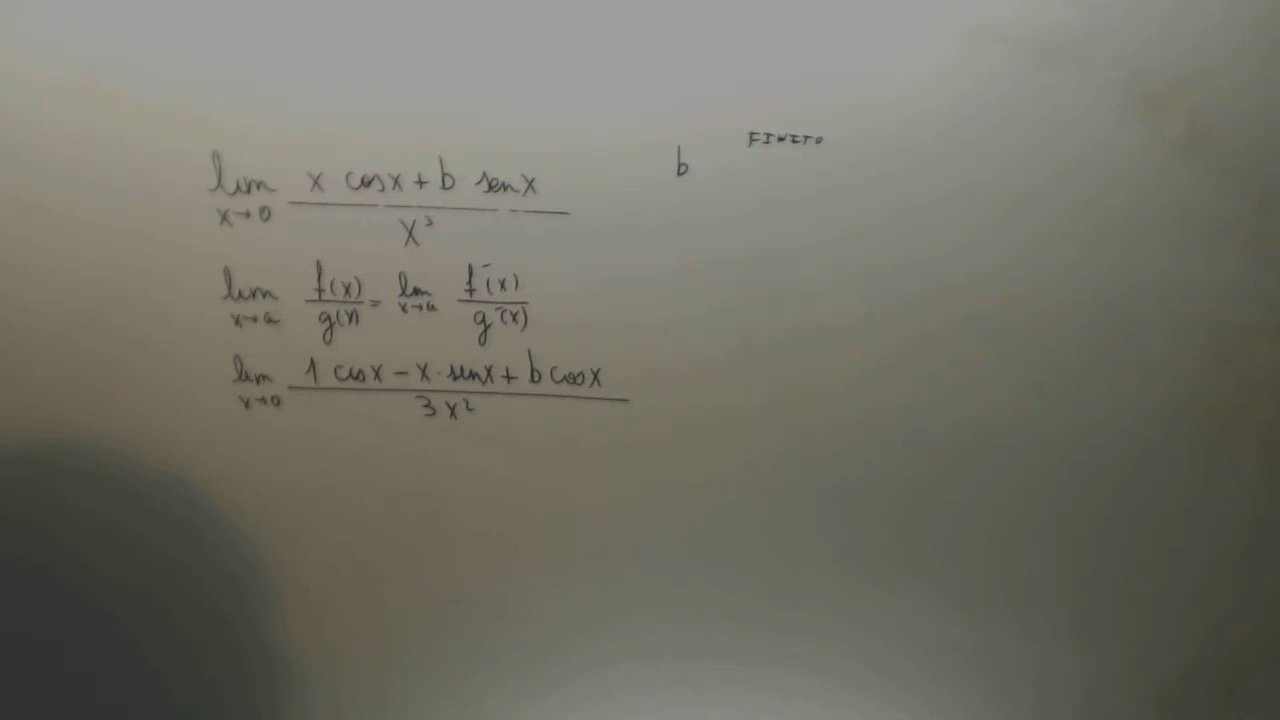 FINITO
b
lim x→0 x cosx + b senx / x³
lim x→a f(x)/g(x) = lim x→a f'(x)/g'(x)
lim x→0 1 cosx − x · senx + b cosx / 3x²